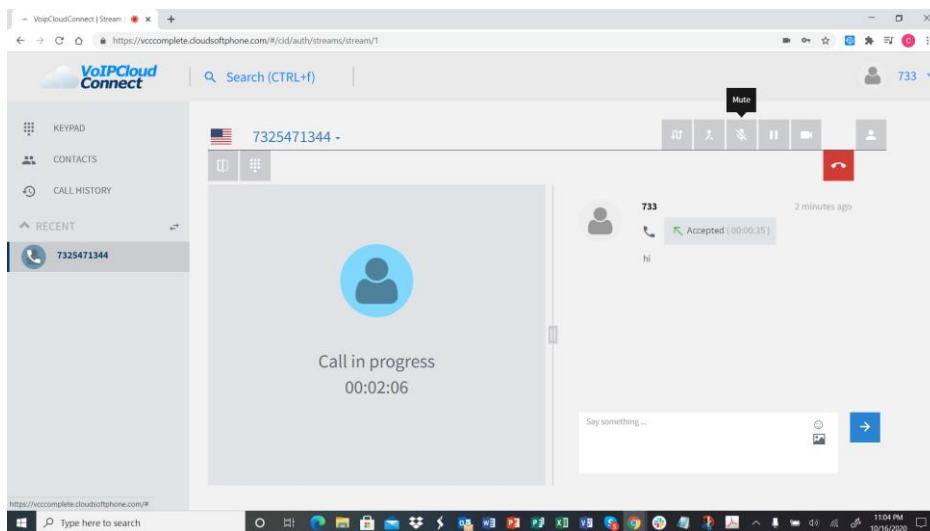 VoipCloudConnect | Stream
https://vcccomplete.cloudsoftphone.com/#/cid/auth/streams/stream/1
VoIPCloud
Connect
Search (CTRL+f)
733
Mute
KEYPAD
7325471344
CONTACTS
CALL HISTORY
733
2 minutes ago
RECENT
Accepted (00:00:35)
7325471344
hi
Call in progress
00:02:06
Say something ...
https://vcccomplete.cloudsoftphone.com/#
Type here to search
11:04 PM
10/16/2020